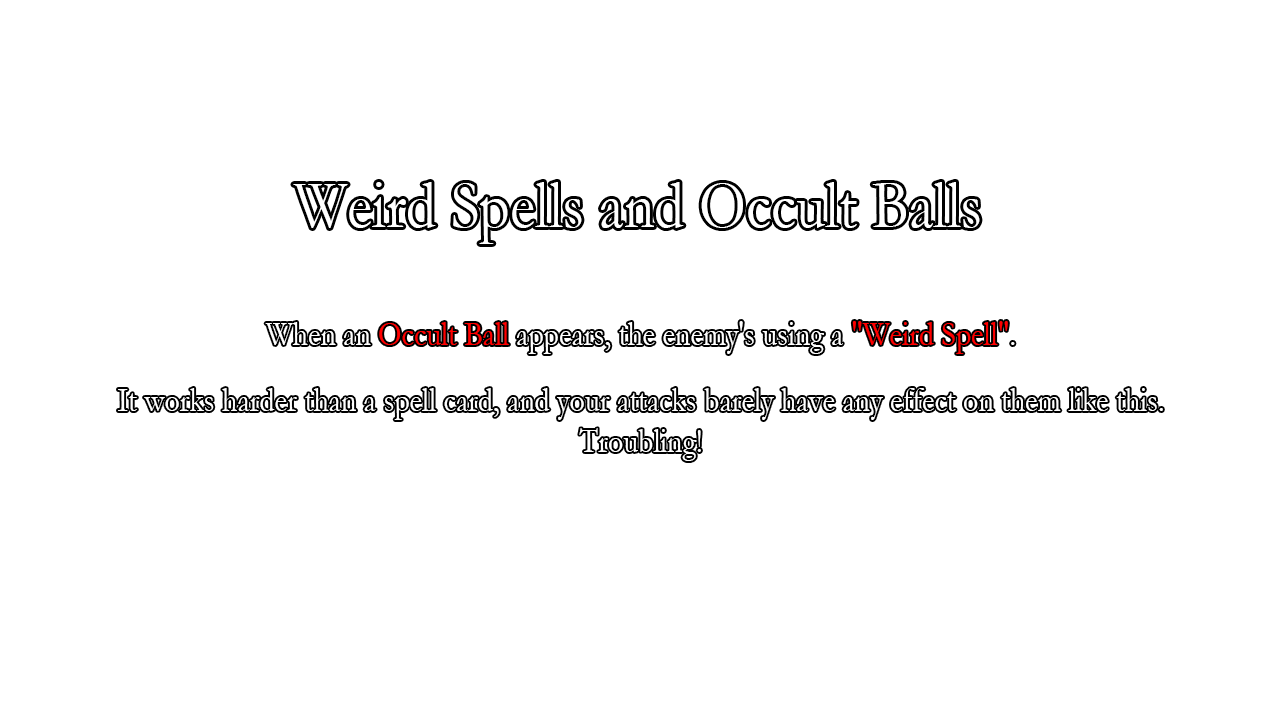 Weird Spells and Occult Balls
When an Occult Ball appears, the enemy's using a "Weird Spell".
It works harder than a spell card, and your attacks barely have any effect on them like this.
Troubling!